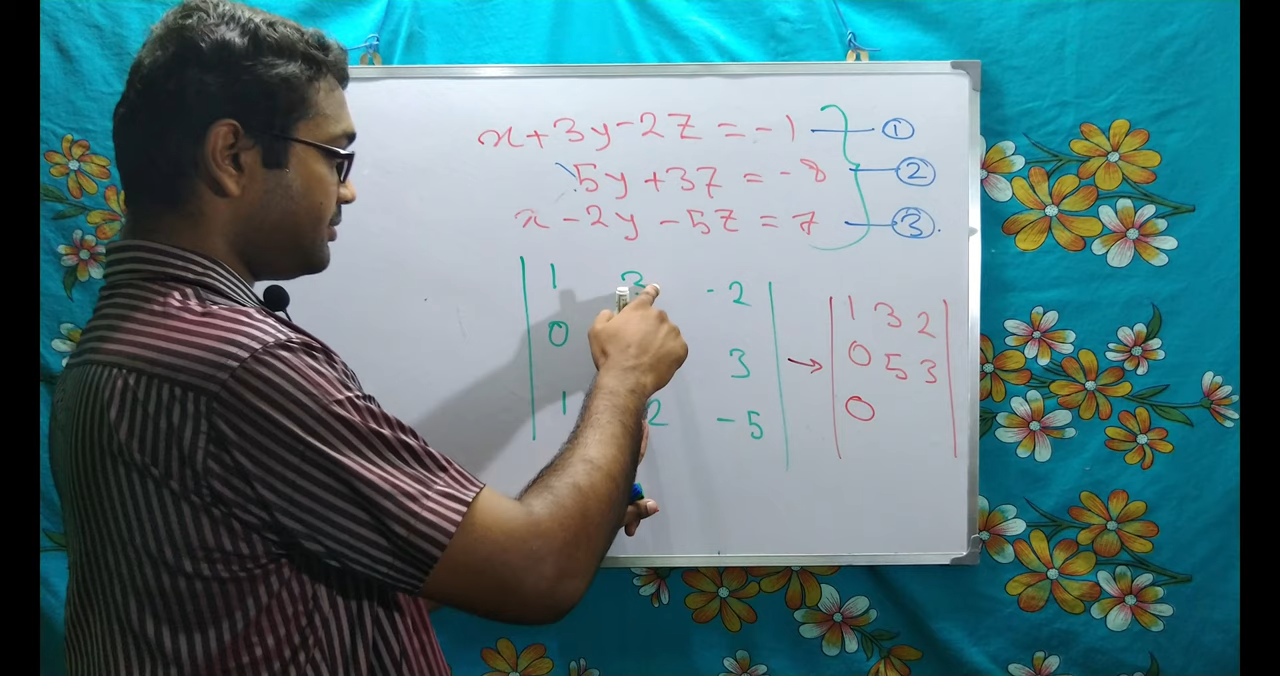 x + 3y - 2z = -1 — ①
5y + 3z = -8 — ②
x - 2y - 5z = 7 — ③.
1 3 -2
0 3
1 2 -5
→
1 3 2
0 5 3
0